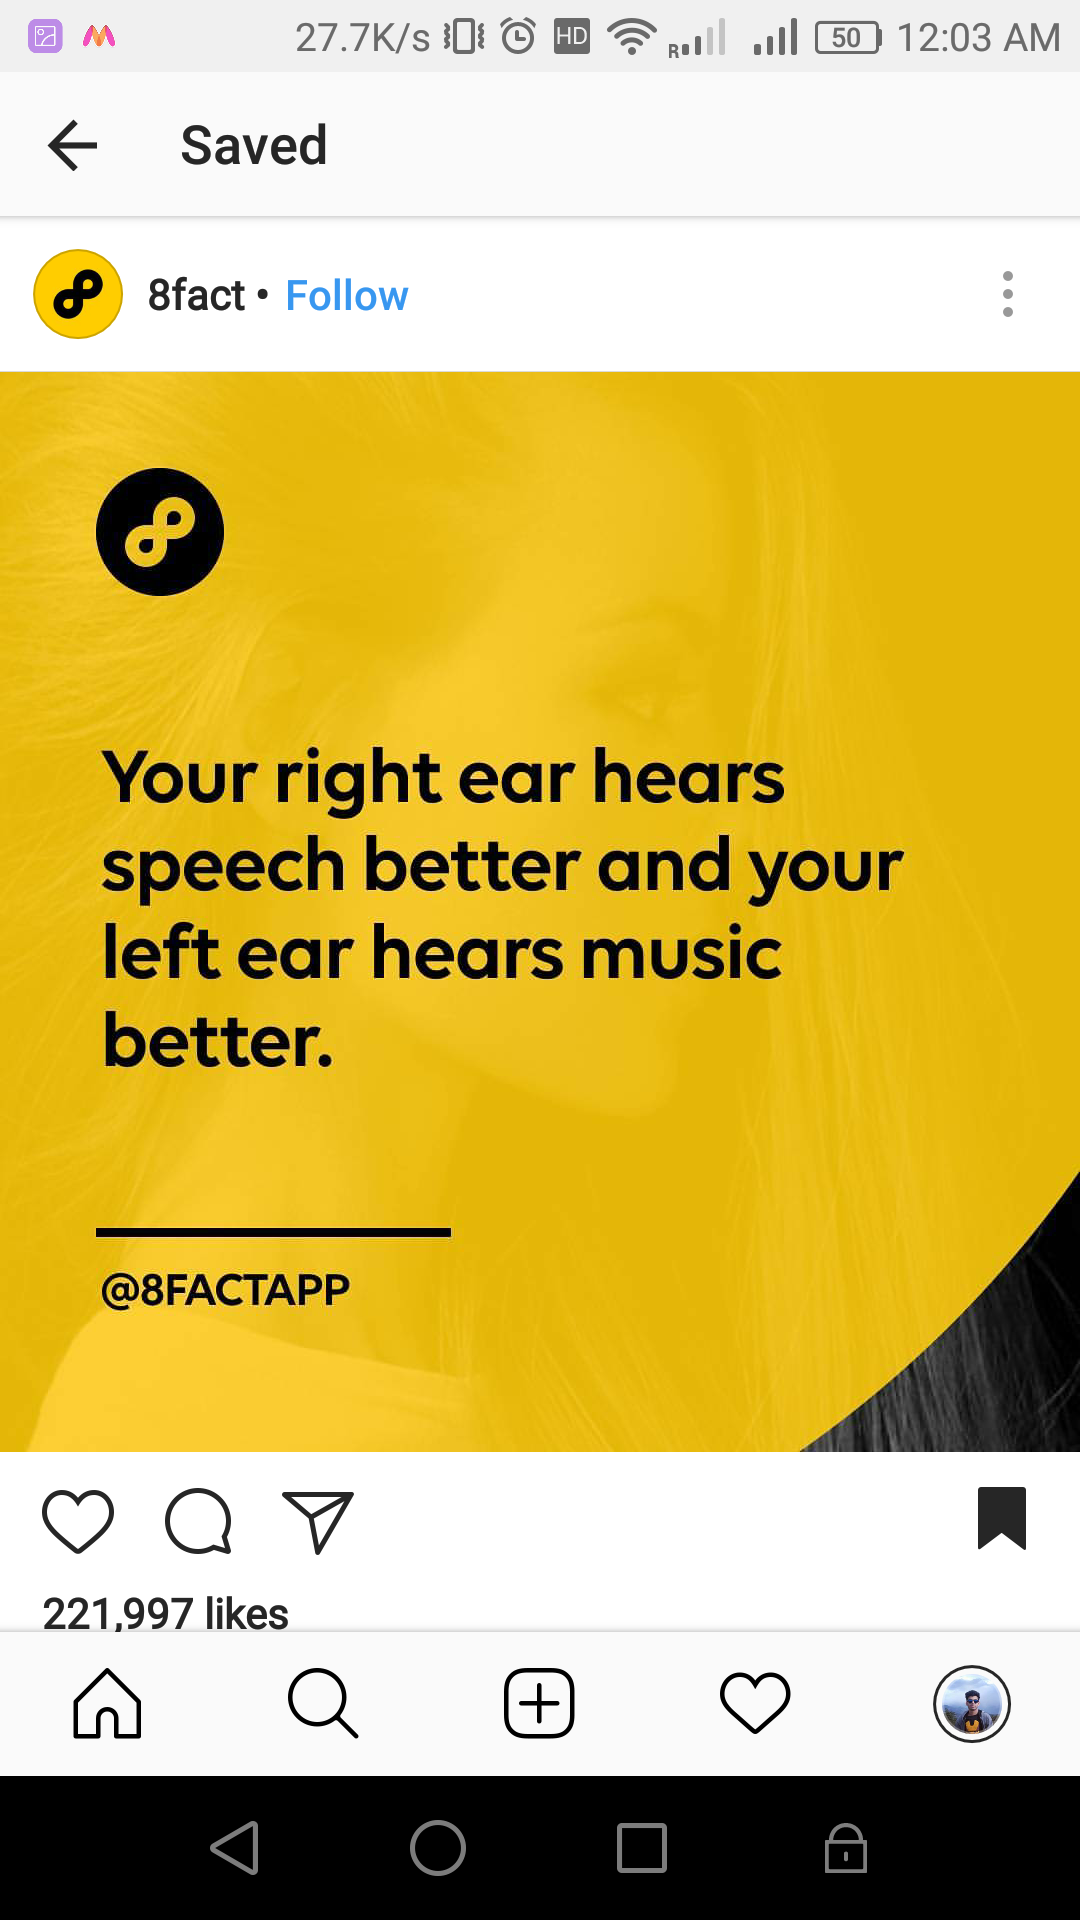 27.7K/s HD R 50 12:03 AM
Saved
8fact • Follow
Your right ear hears
speech better and your
left ear hears music
better.
@8FACTAPP
221,997 likes